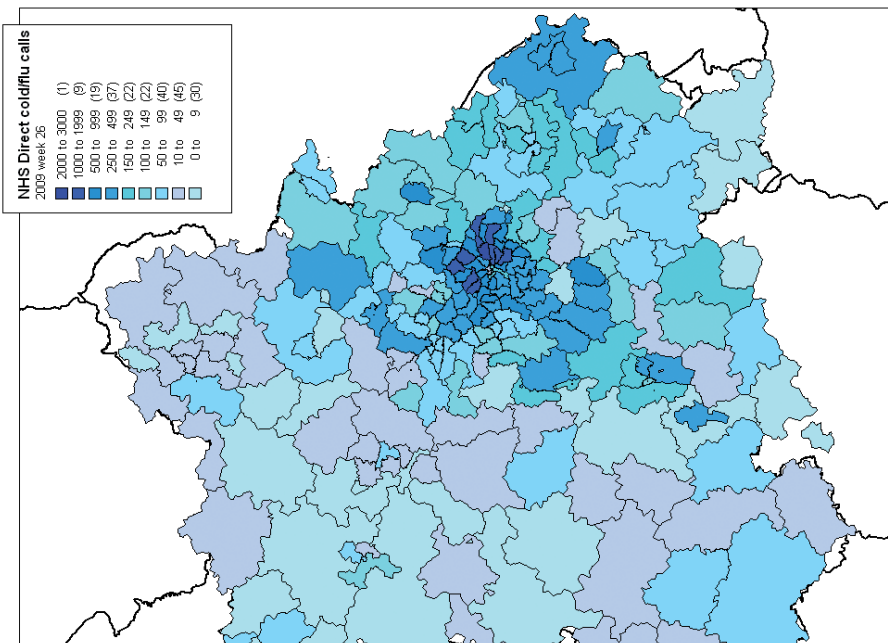 NHS Direct cold/flu calls
2009 week 26
2000 to 3000 (1)
1000 to 1999 (9)
500 to 999 (19)
250 to 499 (37)
150 to 249 (22)
100 to 149 (22)
50 to 99 (40)
10 to 49 (45)
0 to 9 (30)